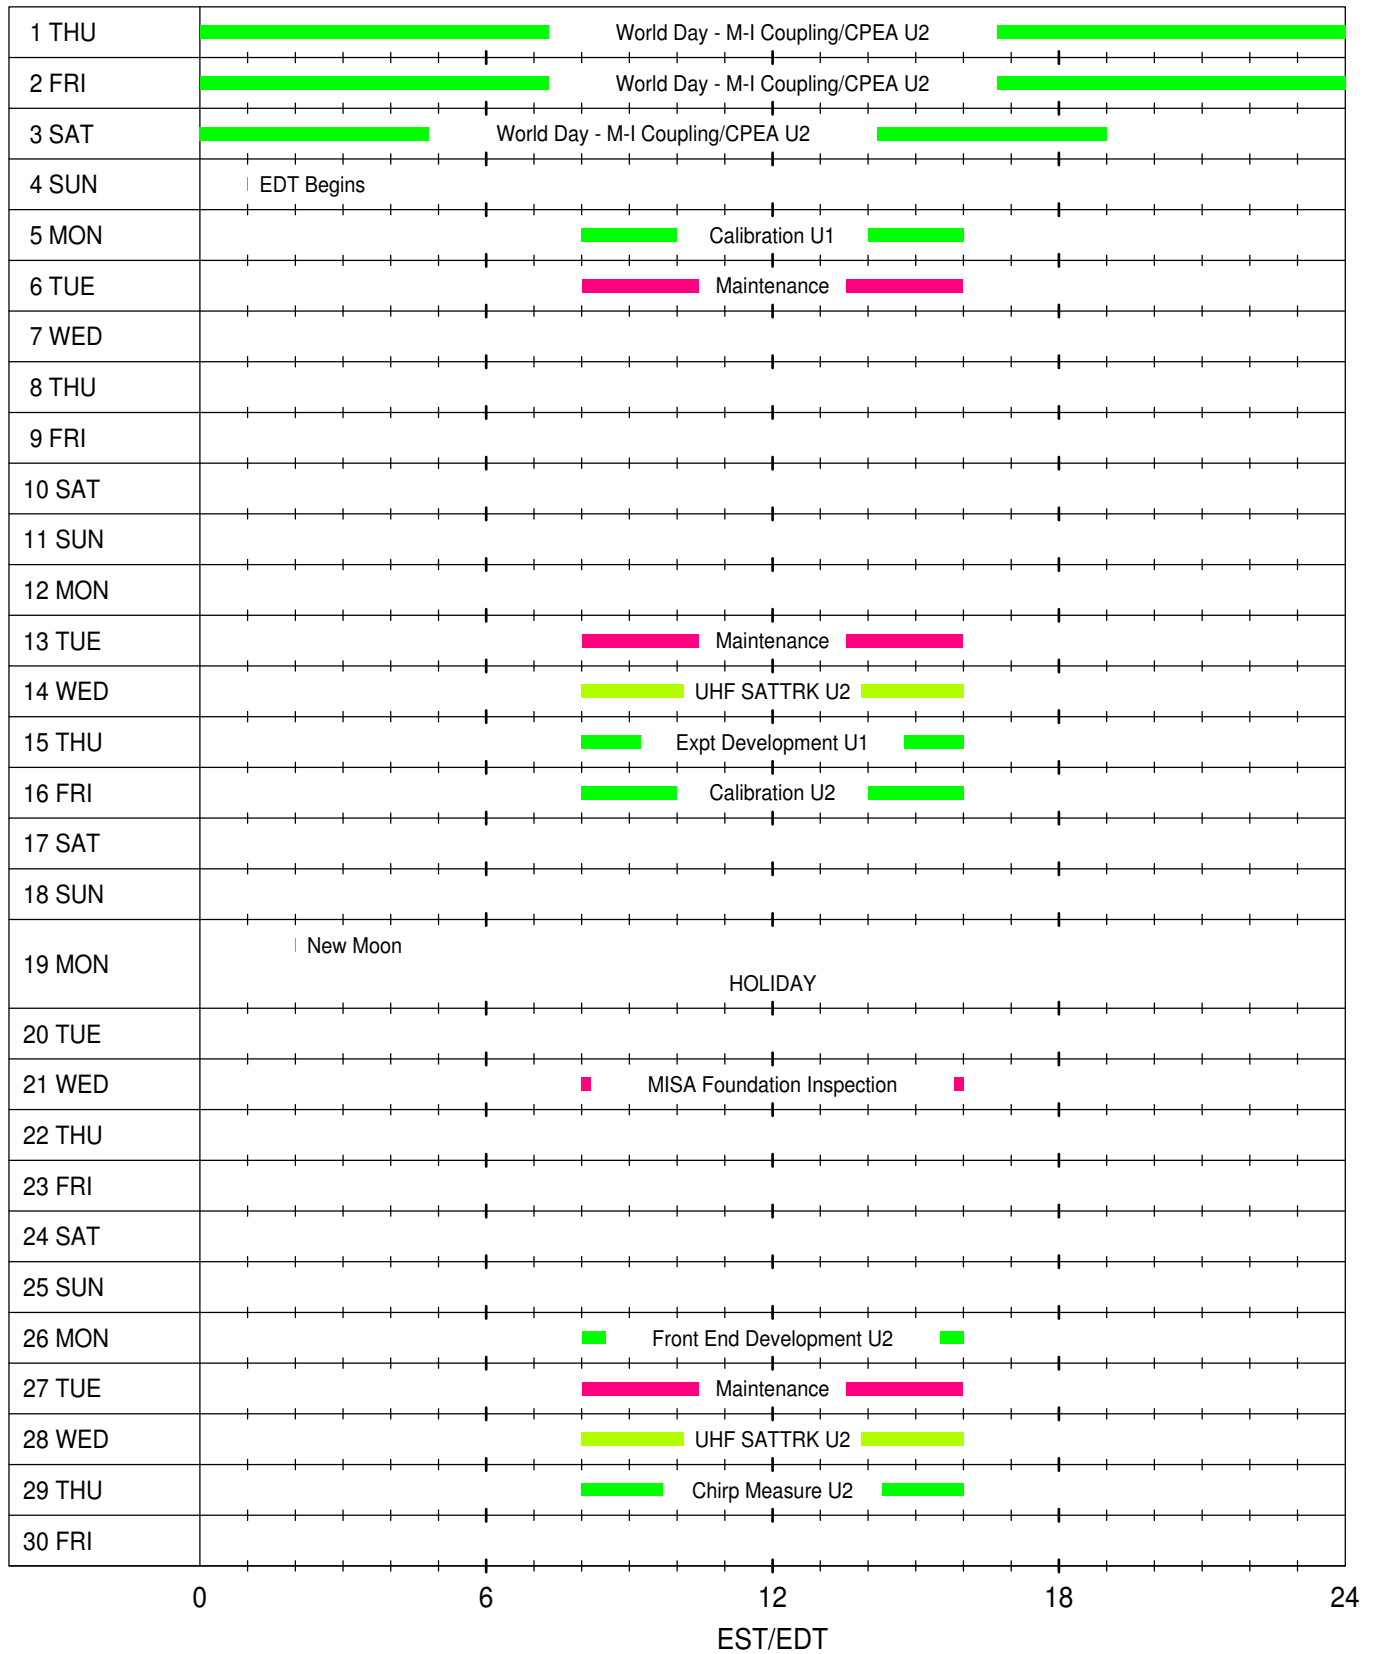 1 THU World Day - M-I Coupling/CPEA U2
2 FRI World Day - M-I Coupling/CPEA U2
3 SAT World Day - M-I Coupling/CPEA U2
4 SUN EDT Begins
5 MON Calibration U1
6 TUE Maintenance
7 WED
8 THU
9 FRI
10 SAT
11 SUN
12 MON
13 TUE Maintenance
14 WED UHF SATTRK U2
15 THU Expt Development U1
16 FRI Calibration U2
17 SAT
18 SUN
19 MON New Moon
HOLIDAY
20 TUE
21 WED MISA Foundation Inspection
22 THU
23 FRI
24 SAT
25 SUN
26 MON Front End Development U2
27 TUE Maintenance
28 WED UHF SATTRK U2
29 THU Chirp Measure U2
30 FRI
0 6 12 18 24
EST/EDT